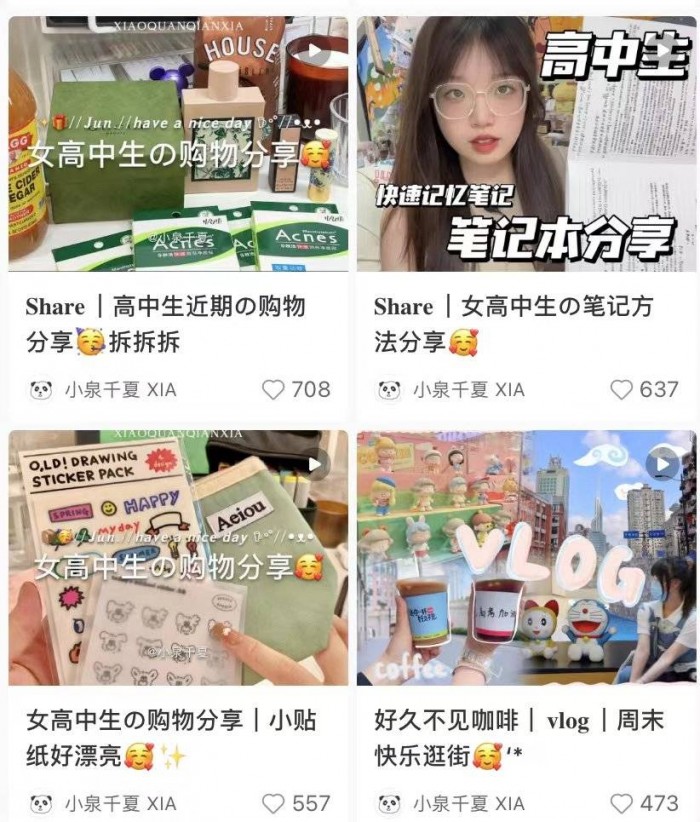 XIAOQUANQIANXIA
HOUSE
//Jun.//have a nice day
女高中生の购物分享🥰
CIDER
Acnes
Acnes
@小泉千夏
Share｜高中生近期の购物
分享🥳拆拆拆
小泉千夏 XIA
708
高中生
快速记忆笔记
笔记本分享
Share｜女高中生の笔记方
法分享🥰
小泉千夏 XIA
637
XIAOQUANQIANXIA
O,LD! DRAWING
STICKER PACK
SPRING
HAPPY
my day
Aeiou
//Jun.//have a nice day
女高中生の购物分享🥰
@小泉千夏
女高中生の购物分享｜小贴
纸好漂亮🥰✨
小泉千夏 XIA
557
VLOG
coffee
好久不见咖啡｜ vlog ｜周末
快乐逛街🥰‘*
小泉千夏 XIA
473